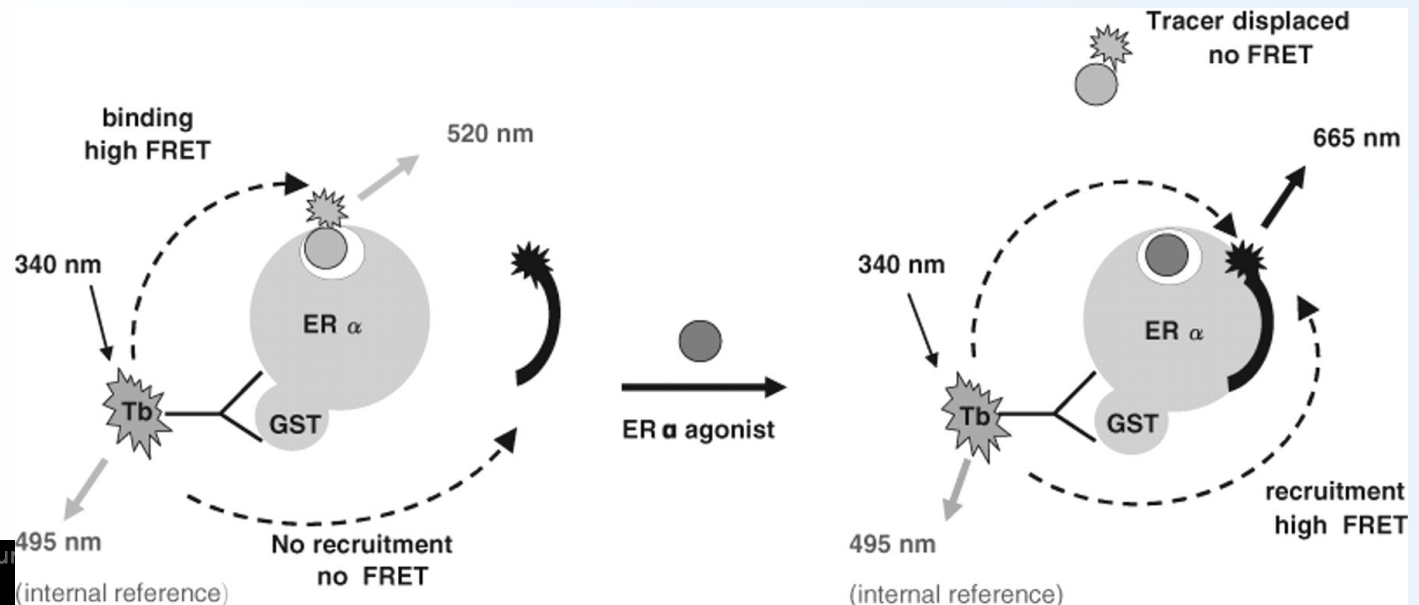 Tracer displaced
no FRET
binding
high FRET
520 nm
665 nm
340 nm
ER α
Tb
GST
495 nm
(internal reference)
No recruitment
no FRET
ER α agonist
340 nm
ER α
Tb
GST
495 nm
(internal reference)
recruitment
high FRET